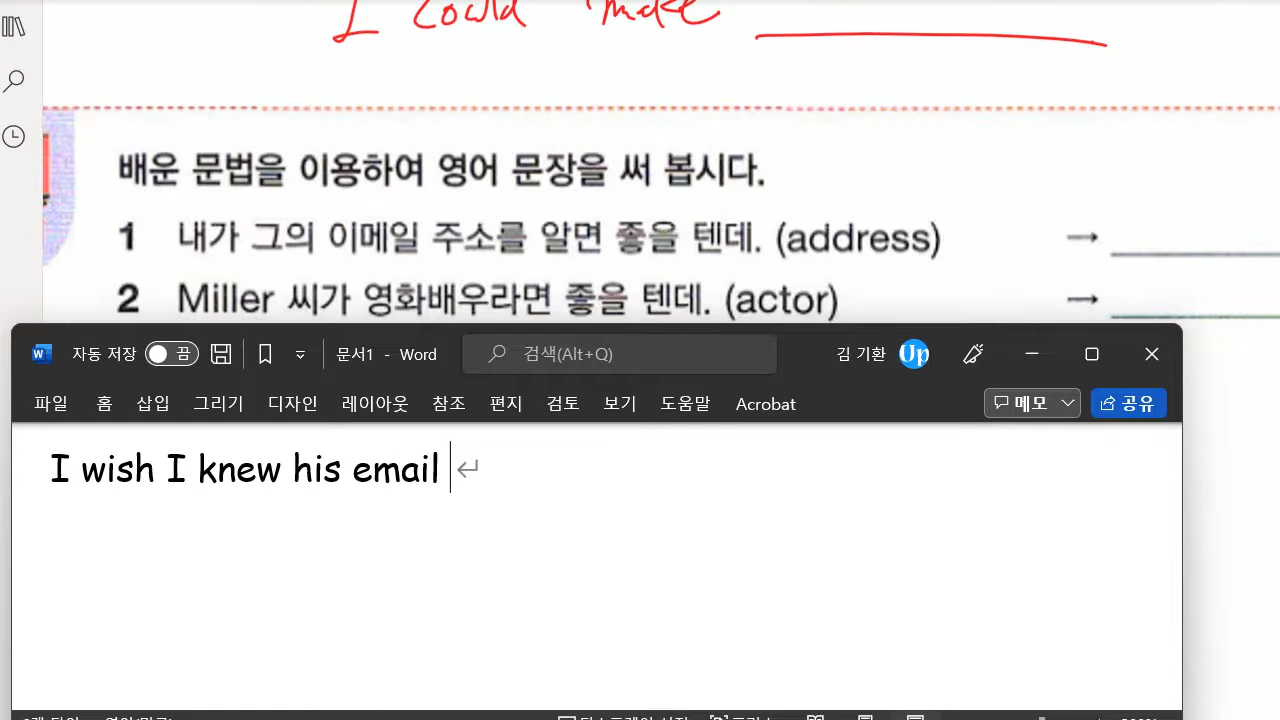 I could make
배운 문법을 이용하여 영어 문장을 써 봅시다.
1 내가 그의 이메일 주소를 알면 좋을 텐데. (address) →
2 Miller 씨가 영화배우라면 좋을 텐데. (actor) →
자동 저장 끔 문서1 - Word 검색(Alt+Q) 김 기환 Up
파일 홈 삽입 그리기 디자인 레이아웃 참조 편지 검토 보기 도움말 Acrobat 메모 공유
I wish I knew his email